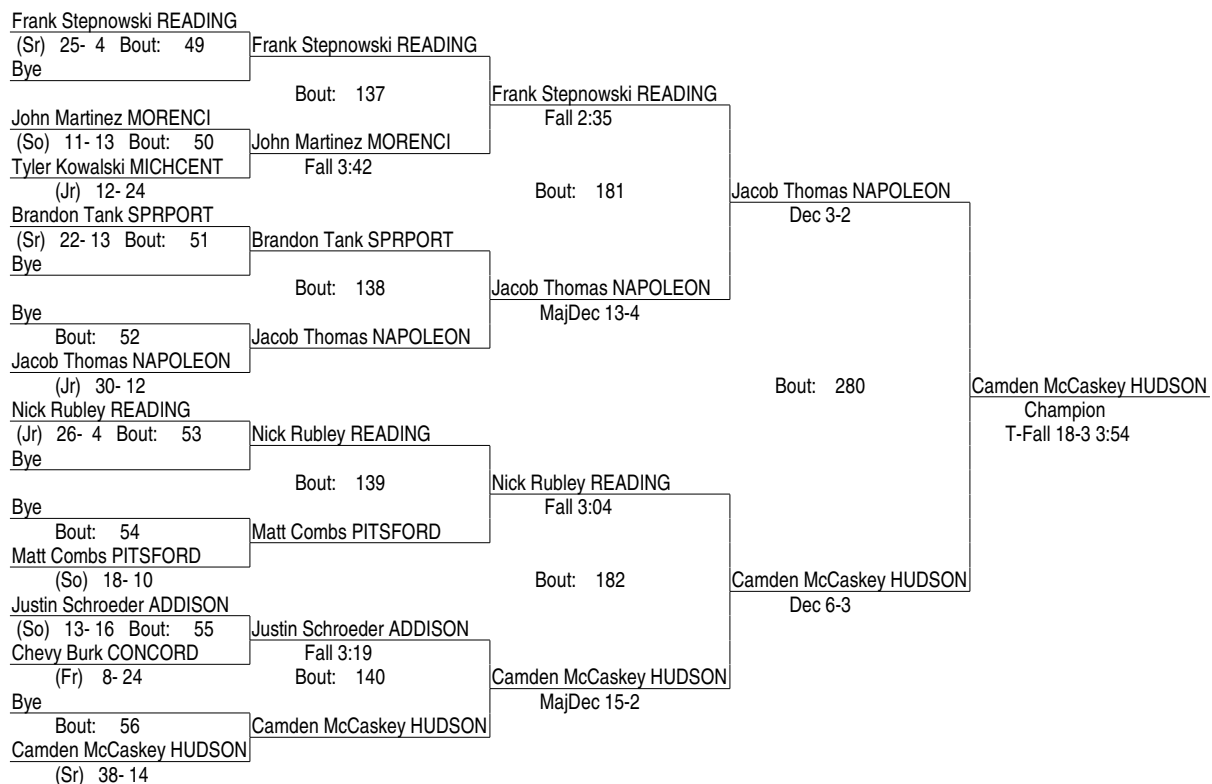 Frank Stepnowski READING
(Sr) 25- 4 Bout: 49
Bye
John Martinez MORENCI
(So) 11- 13 Bout: 50
Tyler Kowalski MICHCENT
(Jr) 12- 24
Brandon Tank SPRPORT
(Sr) 22- 13 Bout: 51
Bye
Bye
Bout: 52
Jacob Thomas NAPOLEON
(Jr) 30- 12
Nick Rubley READING
(Jr) 26- 4 Bout: 53
Bye
Bye
Bout: 54
Matt Combs PITSFORD
(So) 18- 10
Justin Schroeder ADDISON
(So) 13- 16 Bout: 55
Chevy Burk CONCORD
(Fr) 8- 24
Bye
Bout: 56
Camden McCaskey HUDSON
(Sr) 38- 14
Frank Stepnowski READING
Bout: 137
John Martinez MORENCI
Fall 3:42
Brandon Tank SPRPORT
Bout: 138
Jacob Thomas NAPOLEON
Nick Rubley READING
Bout: 139
Matt Combs PITSFORD
Justin Schroeder ADDISON
Fall 3:19
Bout: 140
Camden McCaskey HUDSON
Frank Stepnowski READING
Fall 2:35
Bout: 181
Jacob Thomas NAPOLEON
MajDec 13-4
Nick Rubley READING
Fall 3:04
Bout: 182
Camden McCaskey HUDSON
MajDec 15-2
Jacob Thomas NAPOLEON
Dec 3-2
Bout: 280
Camden McCaskey HUDSON
Dec 6-3
Camden McCaskey HUDSON
Champion
T-Fall 18-3 3:54